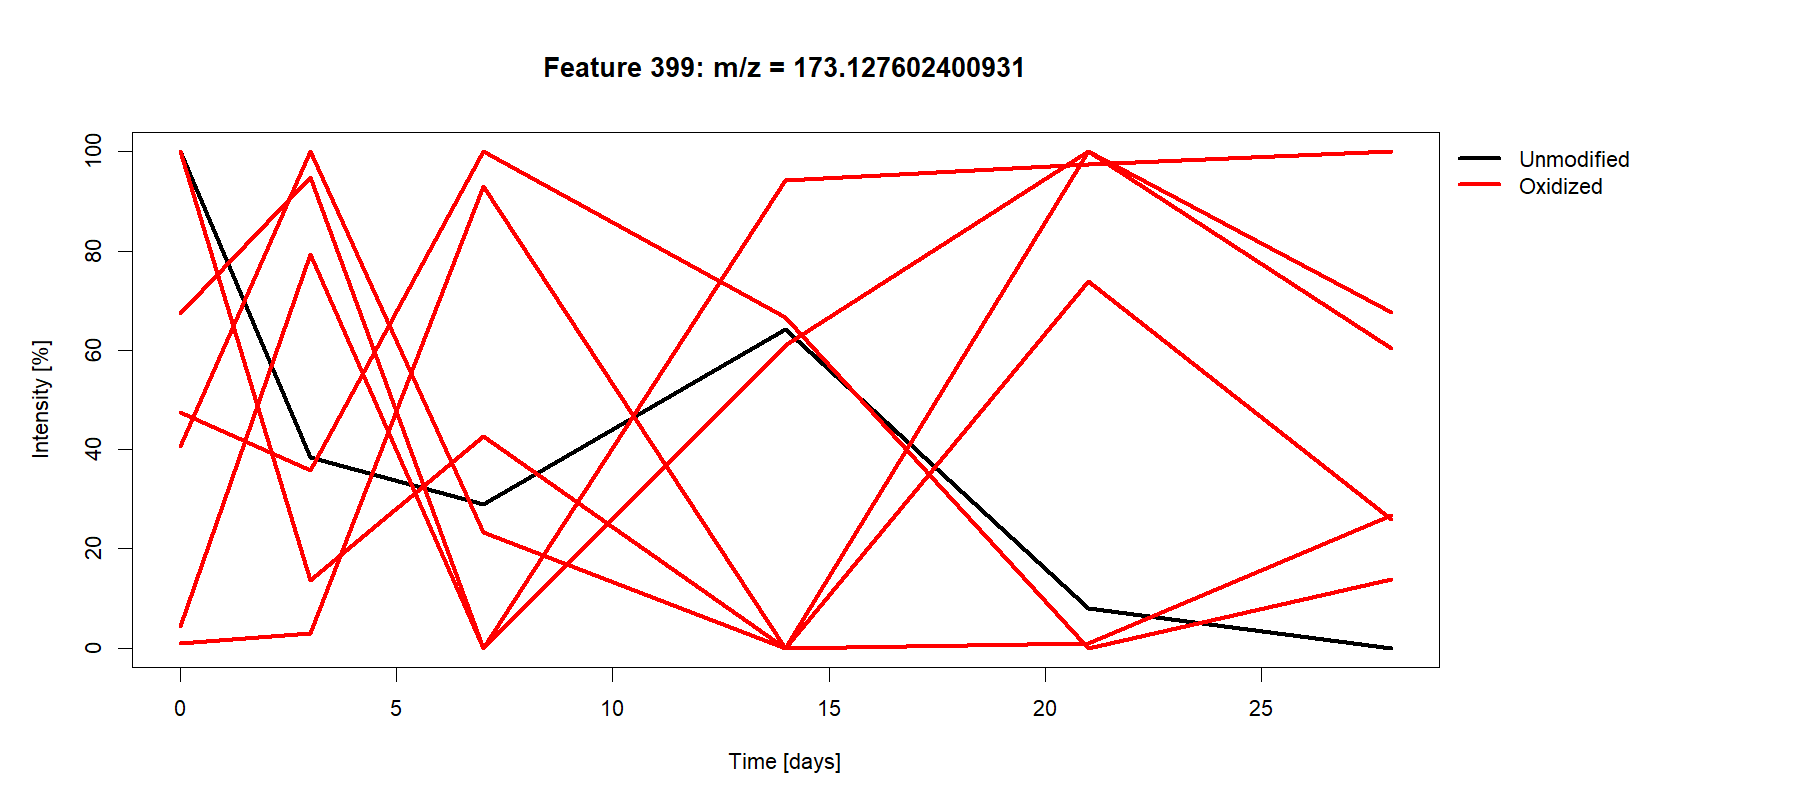 Feature 399: m/z = 173.127602400931
Unmodified
Oxidized
Intensity [%]
100
80
60
40
20
0
0 5 10 15 20 25
Time [days]